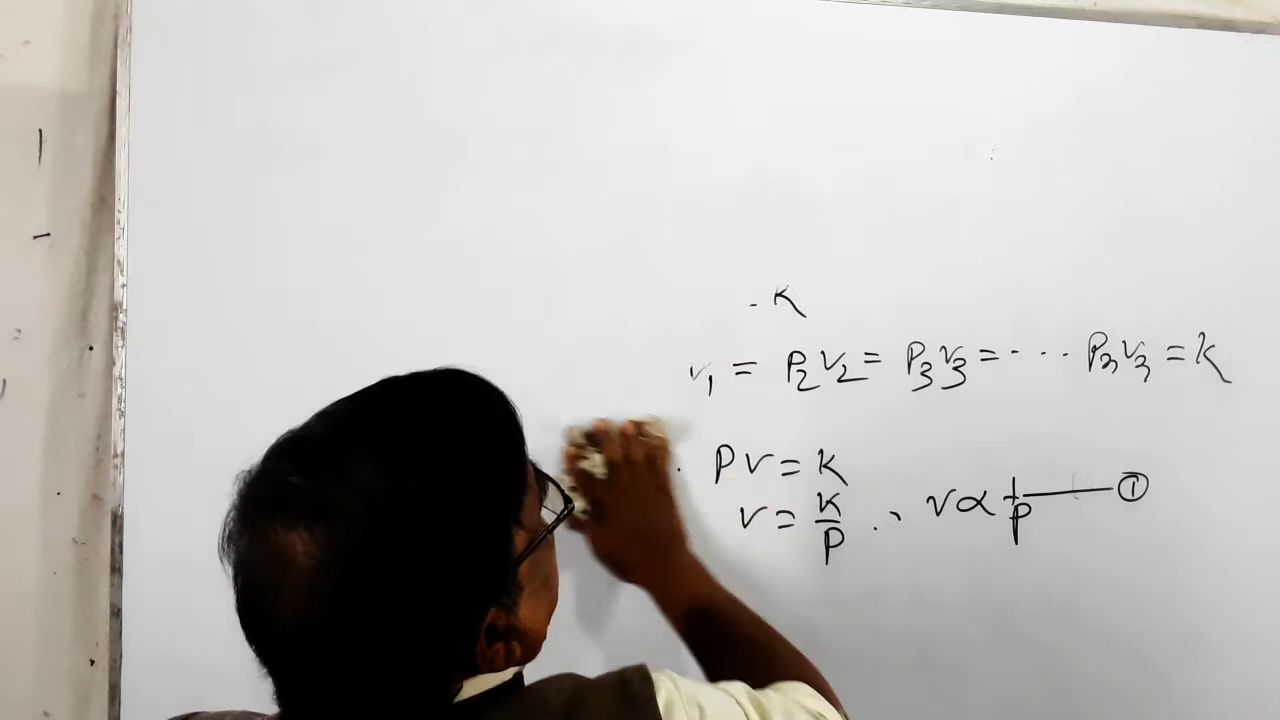 - K
v₁ = P₂v₂ = P₃v₃ = - · · · P₃v₃ = K
Pv = K
v = K/P ∴ v ∝ 1/P —— ①